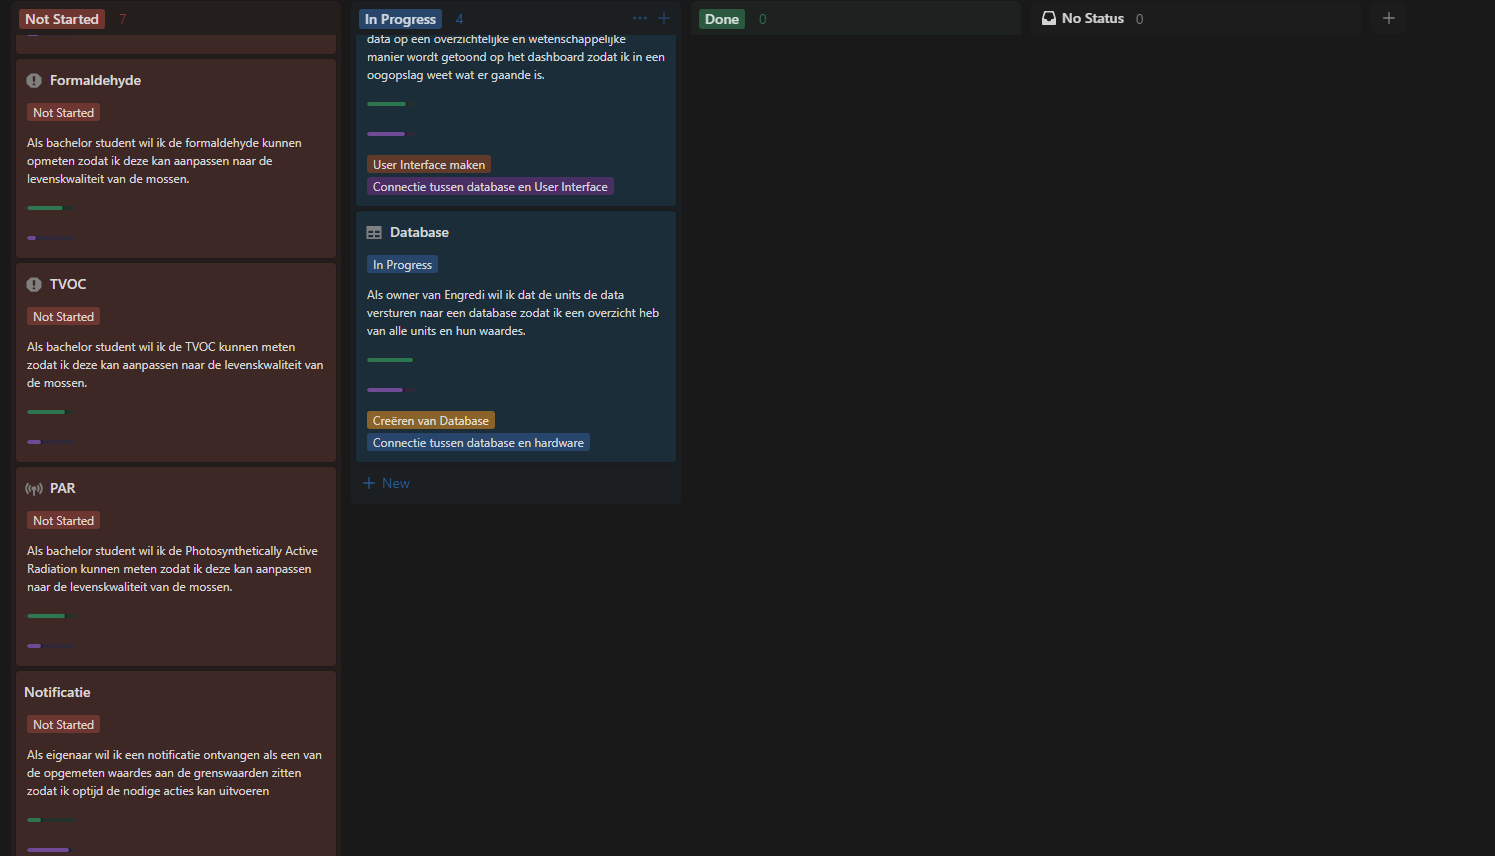 Not Started 7
Formaldehyde
Not Started
Als bachelor student wil ik de formaldehyde kunnen
opmeten zodat ik deze kan aanpassen naar de
levenskwaliteit van de mossen.
TVOC
Not Started
Als bachelor student wil ik de TVOC kunnen meten
zodat ik deze kan aanpassen naar de levenskwaliteit van
de mossen.
PAR
Not Started
Als bachelor student wil ik de Photosynthetically Active
Radiation kunnen meten zodat ik deze kan aanpassen
naar de levenskwaliteit van de mossen.
Notificatie
Not Started
Als eigenaar wil ik een notificatie ontvangen als een van
de opgemeten waardes aan de grenswaarden zitten
zodat ik optijd de nodige acties kan uitvoeren
In Progress 4
data op een overzichtelijke en wetenschappelijke
manier wordt getoond op het dashboard zodat ik in een
oogopslag weet wat er gaande is.
User Interface maken
Connectie tussen database en User Interface
Database
In Progress
Als owner van Engredi wil ik dat de units de data
versturen naar een database zodat ik een overzicht heb
van alle units en hun waardes.
Creëren van Database
Connectie tussen database en hardware
+ New
Done 0
No Status 0